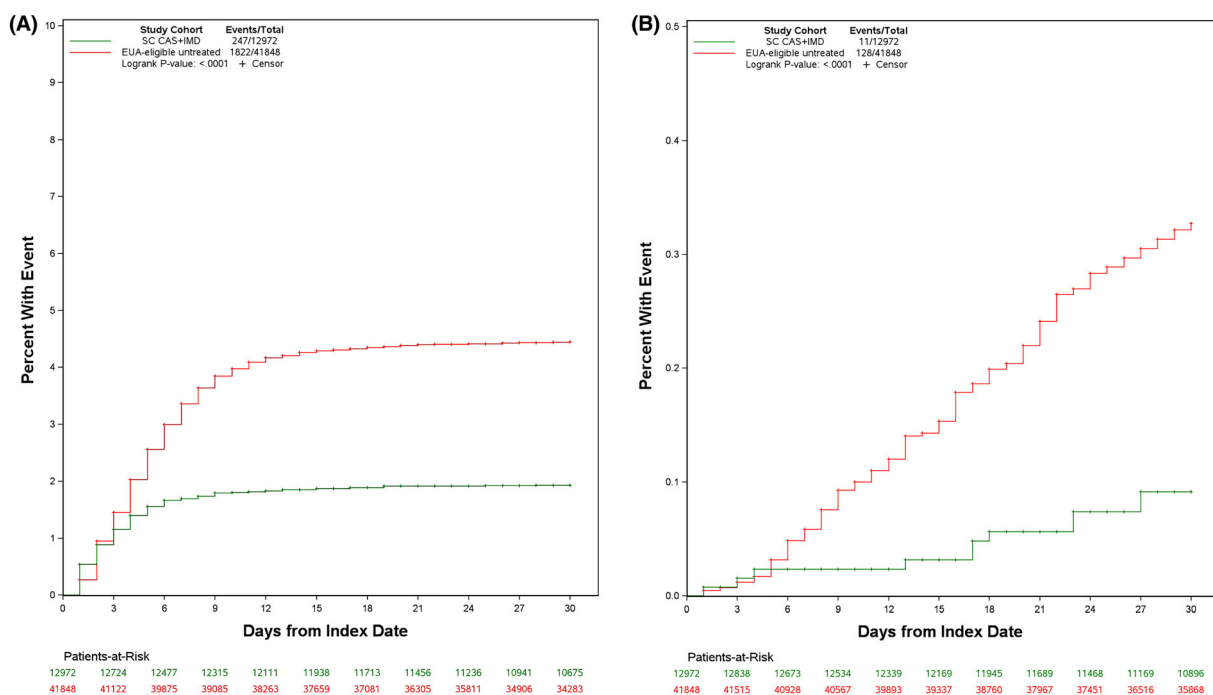 (A)
Study Cohort Events/Total
SC CAS+IMD 247/12972
EUA-eligible untreated 1822/41848
Logrank P-value: <.0001 + Censor
10
9
8
7
6
5
4
3
2
1
0
Percent With Event
0 3 6 9 12 15 18 21 24 27 30
Days from Index Date
Patients-at-Risk
12972 12724 12477 12315 12111 11938 11713 11456 11236 10941 10675
41848 41122 39875 39085 38263 37659 37081 36305 35811 34906 34283
(B)
Study Cohort Events/Total
SC CAS+IMD 11/12972
EUA-eligible untreated 128/41848
Logrank P-value: <.0001 + Censor
0.5
0.4
0.3
0.2
0.1
0.0
Percent With Event
0 3 6 9 12 15 18 21 24 27 30
Days from Index Date
Patients-at-Risk
12972 12838 12673 12534 12339 12169 11945 11689 11468 11169 10896
41848 41515 40928 40567 39893 39337 38760 37967 37451 36516 35868